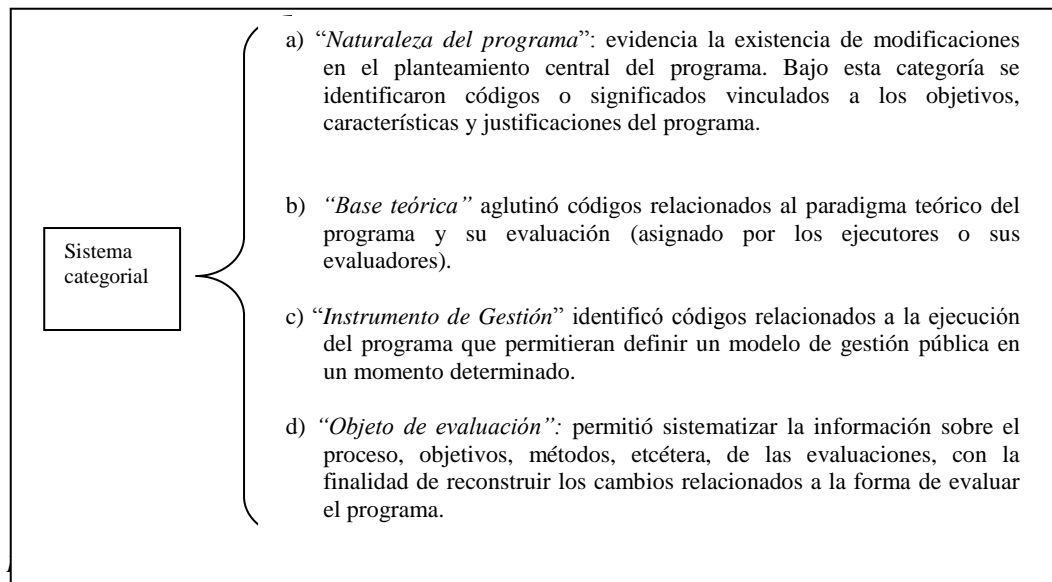 a) “Naturaleza del programa”: evidencia la existencia de modificaciones
en el planteamiento central del programa. Bajo esta categoría se
identificaron códigos o significados vinculados a los objetivos,
características y justificaciones del programa.
b) “Base teórica” aglutinó códigos relacionados al paradigma teórico del
programa y su evaluación (asignado por los ejecutores o sus
evaluadores).
Sistema
categorial
c) “Instrumento de Gestión” identificó códigos relacionados a la ejecución
del programa que permitieran definir un modelo de gestión pública en
un momento determinado.
d) “Objeto de evaluación”: permitió sistematizar la información sobre el
proceso, objetivos, métodos, etcétera, de las evaluaciones, con la
finalidad de reconstruir los cambios relacionados a la forma de evaluar
el programa.